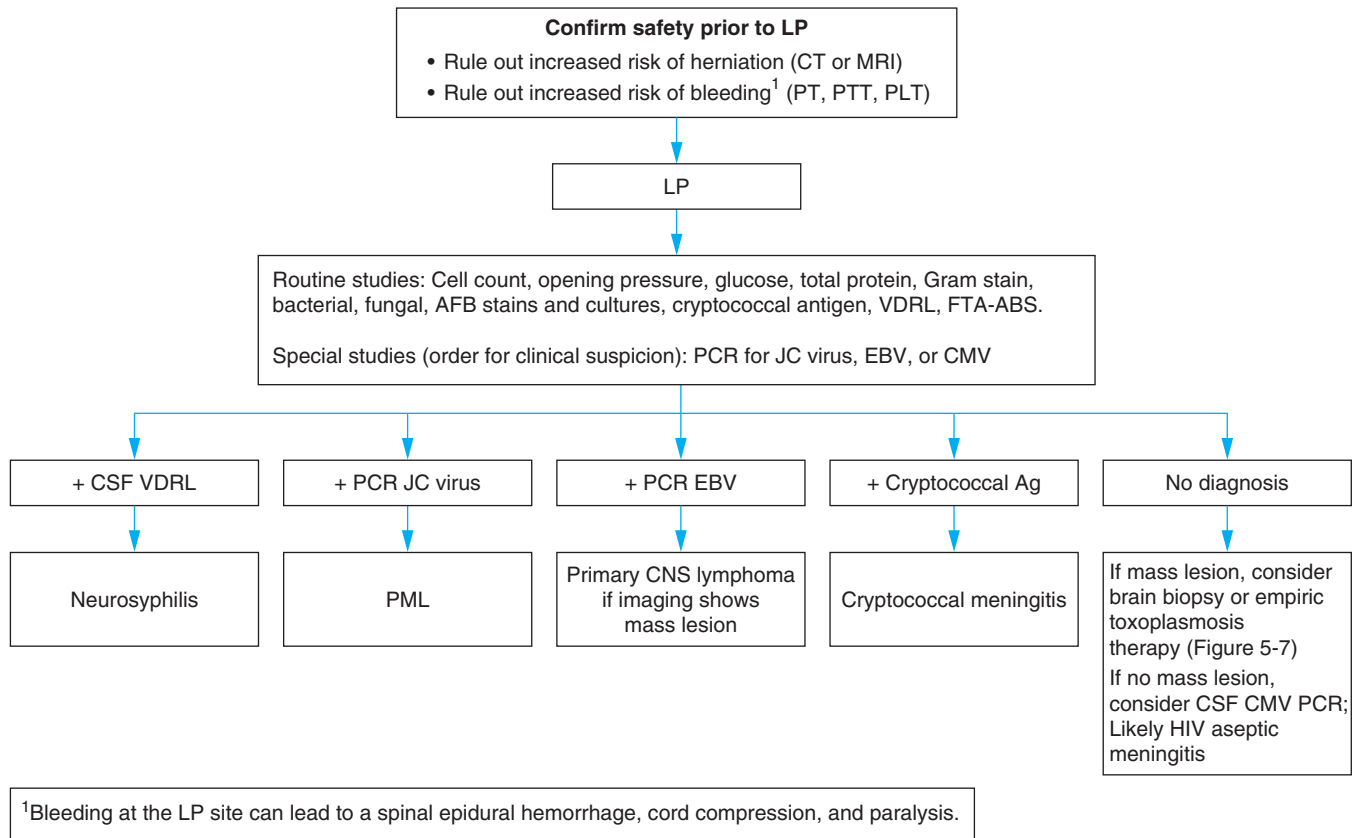 Confirm safety prior to LP
• Rule out increased risk of herniation (CT or MRI)
• Rule out increased risk of bleeding¹ (PT, PTT, PLT)
LP
Routine studies: Cell count, opening pressure, glucose, total protein, Gram stain,
bacterial, fungal, AFB stains and cultures, cryptococcal antigen, VDRL, FTA-ABS.
Special studies (order for clinical suspicion): PCR for JC virus, EBV, or CMV
+ CSF VDRL
+ PCR JC virus
+ PCR EBV
+ Cryptococcal Ag
No diagnosis
Neurosyphilis
PML
Primary CNS lymphoma
if imaging shows
mass lesion
Cryptococcal meningitis
If mass lesion, consider
brain biopsy or empiric
toxoplasmosis
therapy (Figure 5-7)
If no mass lesion,
consider CSF CMV PCR;
Likely HIV aseptic
meningitis
¹Bleeding at the LP site can lead to a spinal epidural hemorrhage, cord compression, and paralysis.